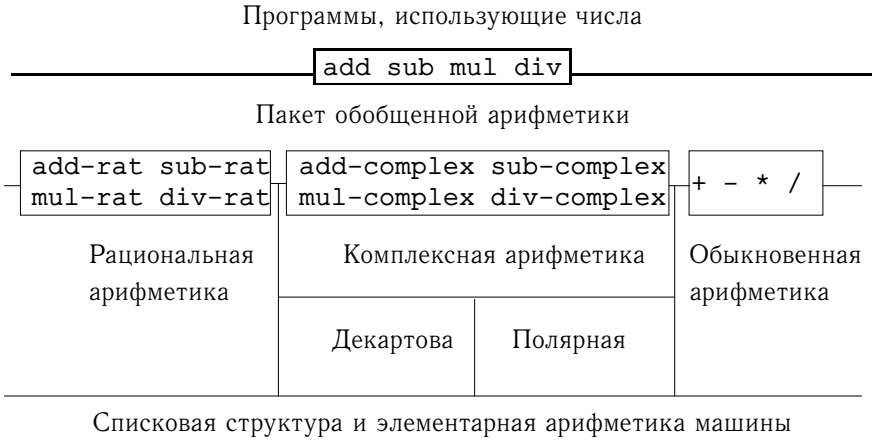 Программы, использующие числа
add sub mul div
Пакет обобщенной арифметики
add-rat sub-rat
mul-rat div-rat
add-complex sub-complex
mul-complex div-complex
+ - * /
Рациональная
арифметика
Комплексная арифметика
Обыкновенная
арифметика
Декартова
Полярная
Списковая структура и элементарная арифметика машины